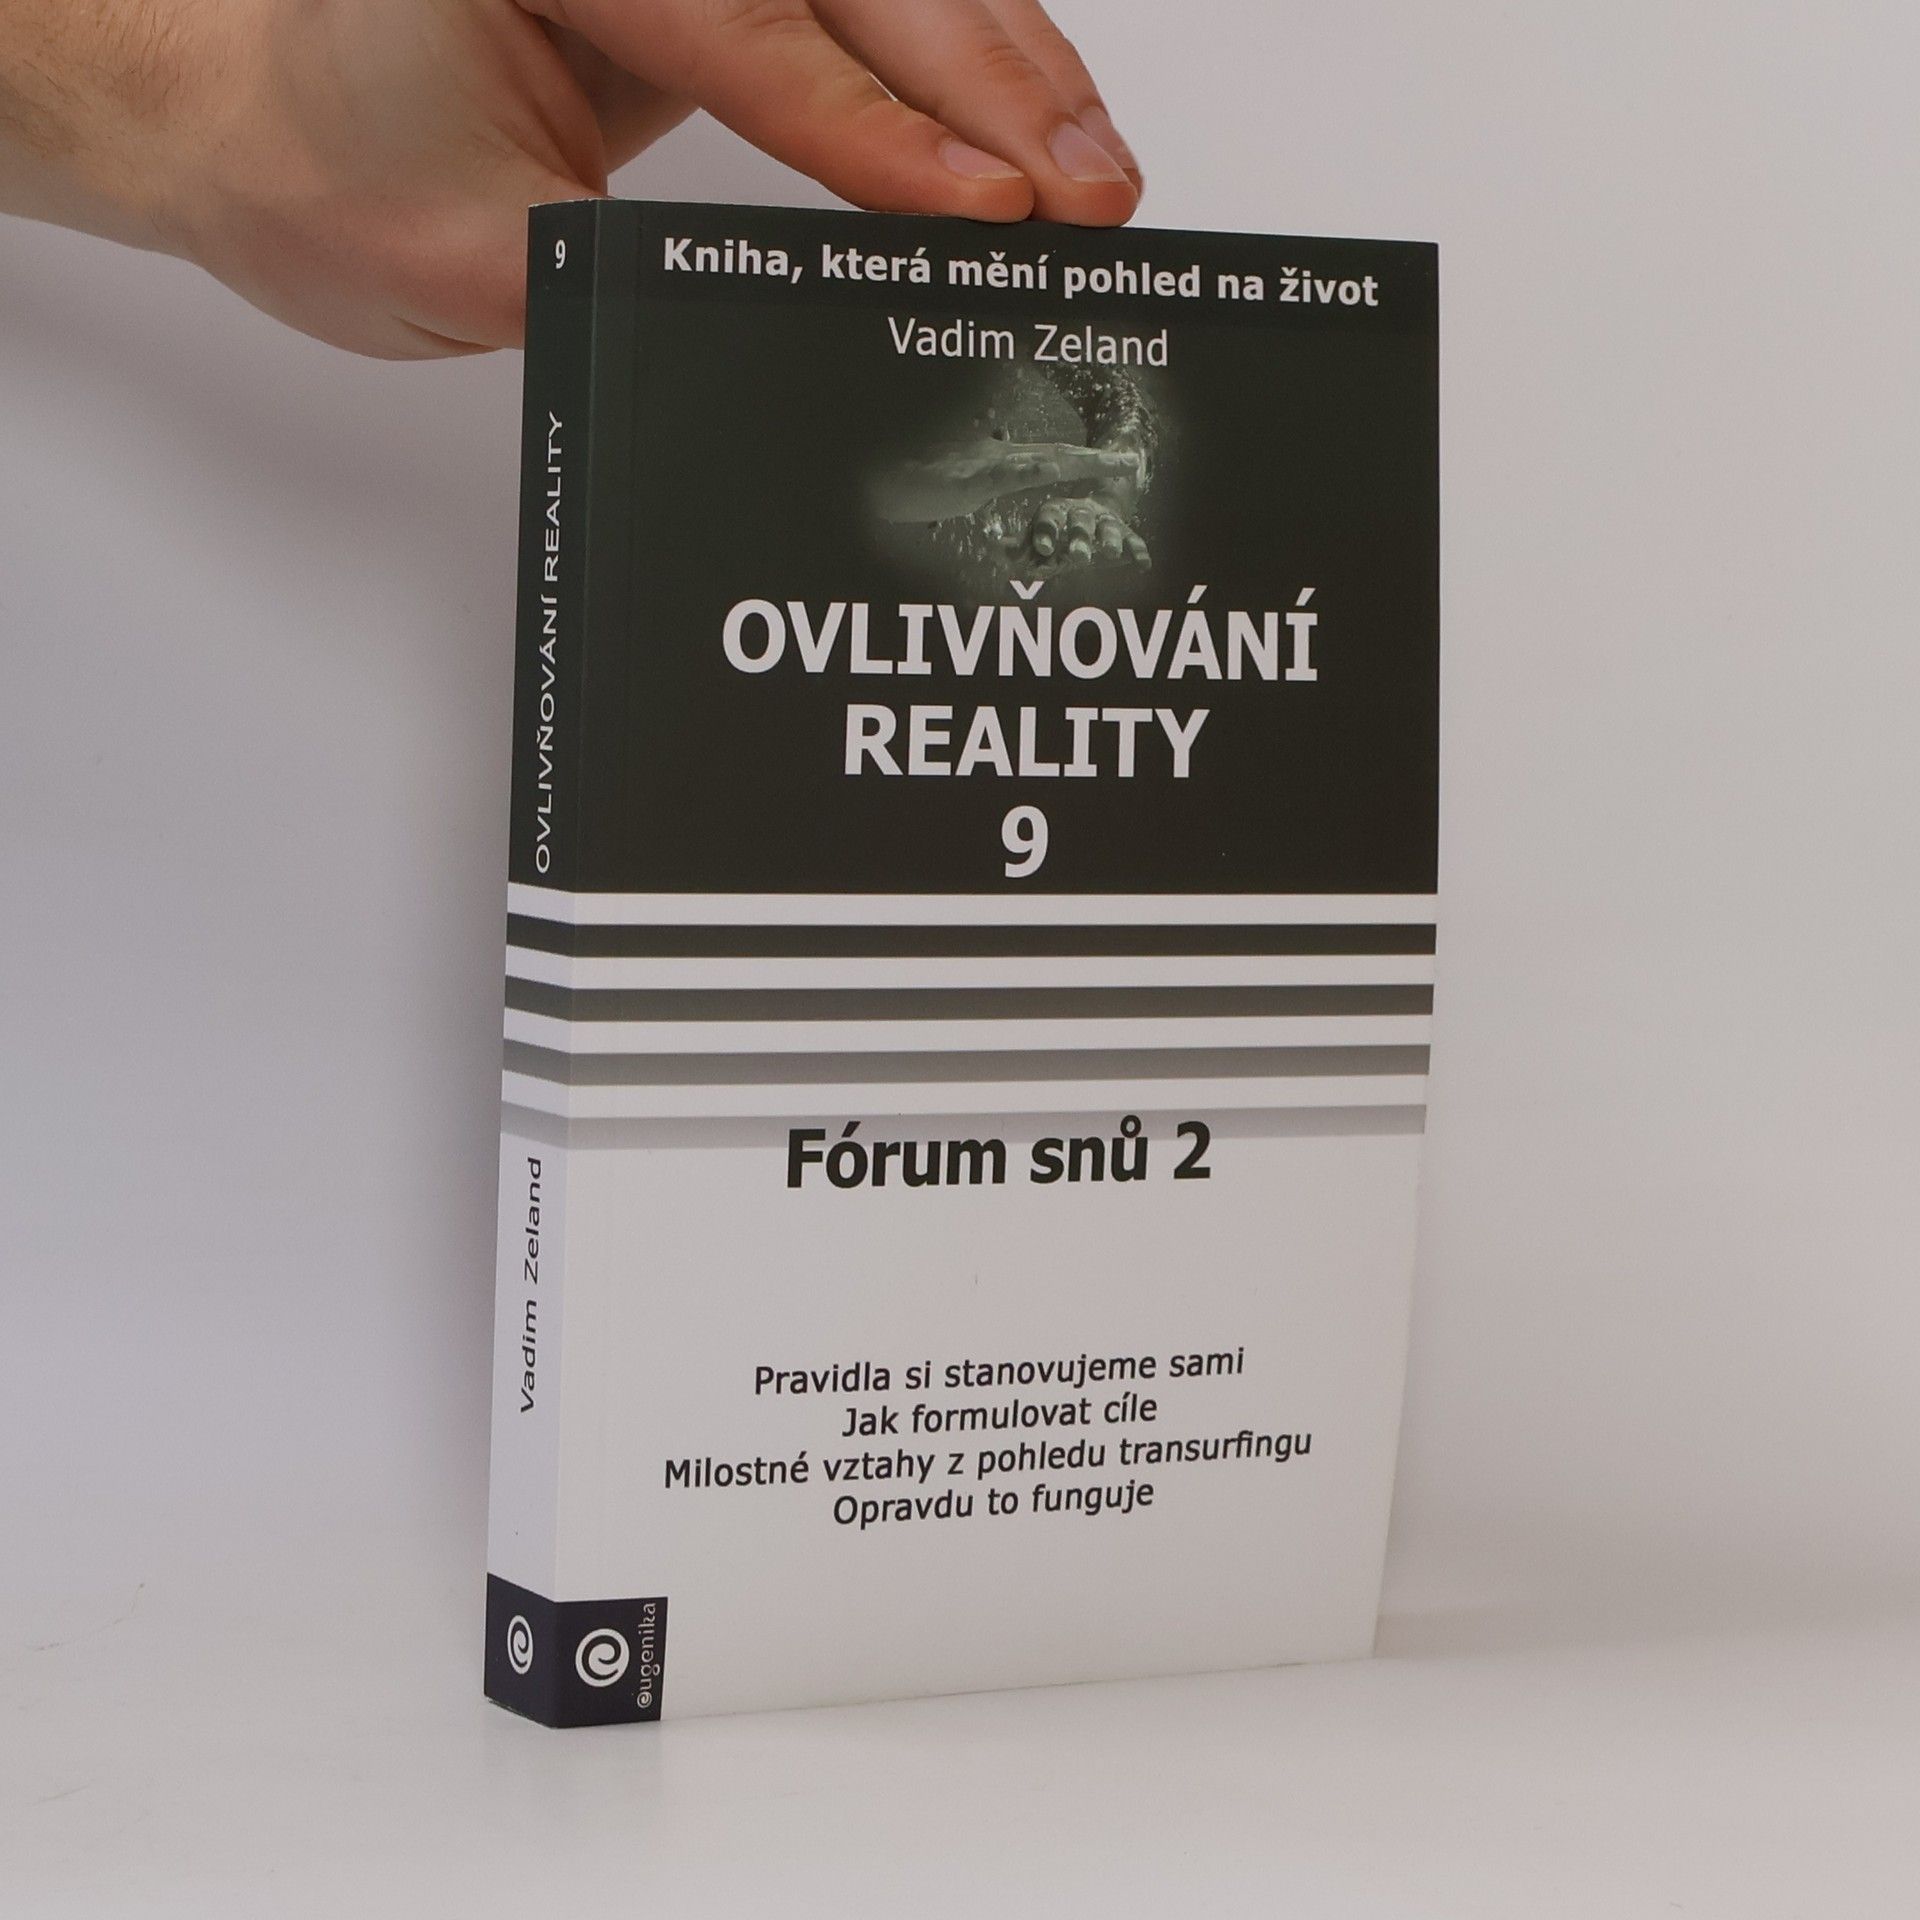 9
OVLIVŇOVÁNÍ REALITY
Vadim Zeland
Kniha, která mění pohled na život
Vadim Zeland
OVLIVŇOVÁNÍ
REALITY
9
Fórum snů 2
Pravidla si stanovujeme sami
Jak formulovat cíle
Milostné vztahy z pohledu transurfingu
Opravdu to funguje
eugenika